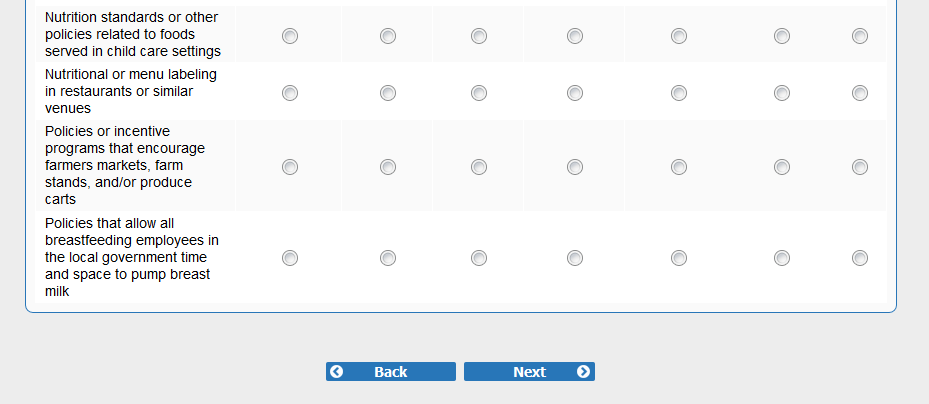 Nutrition standards or other
policies related to foods
served in child care settings
Nutritional or menu labeling
in restaurants or similar
venues
Policies or incentive
programs that encourage
farmers markets, farm
stands, and/or produce
carts
Policies that allow all
breastfeeding employees in
the local government time
and space to pump breast
milk
Back
Next